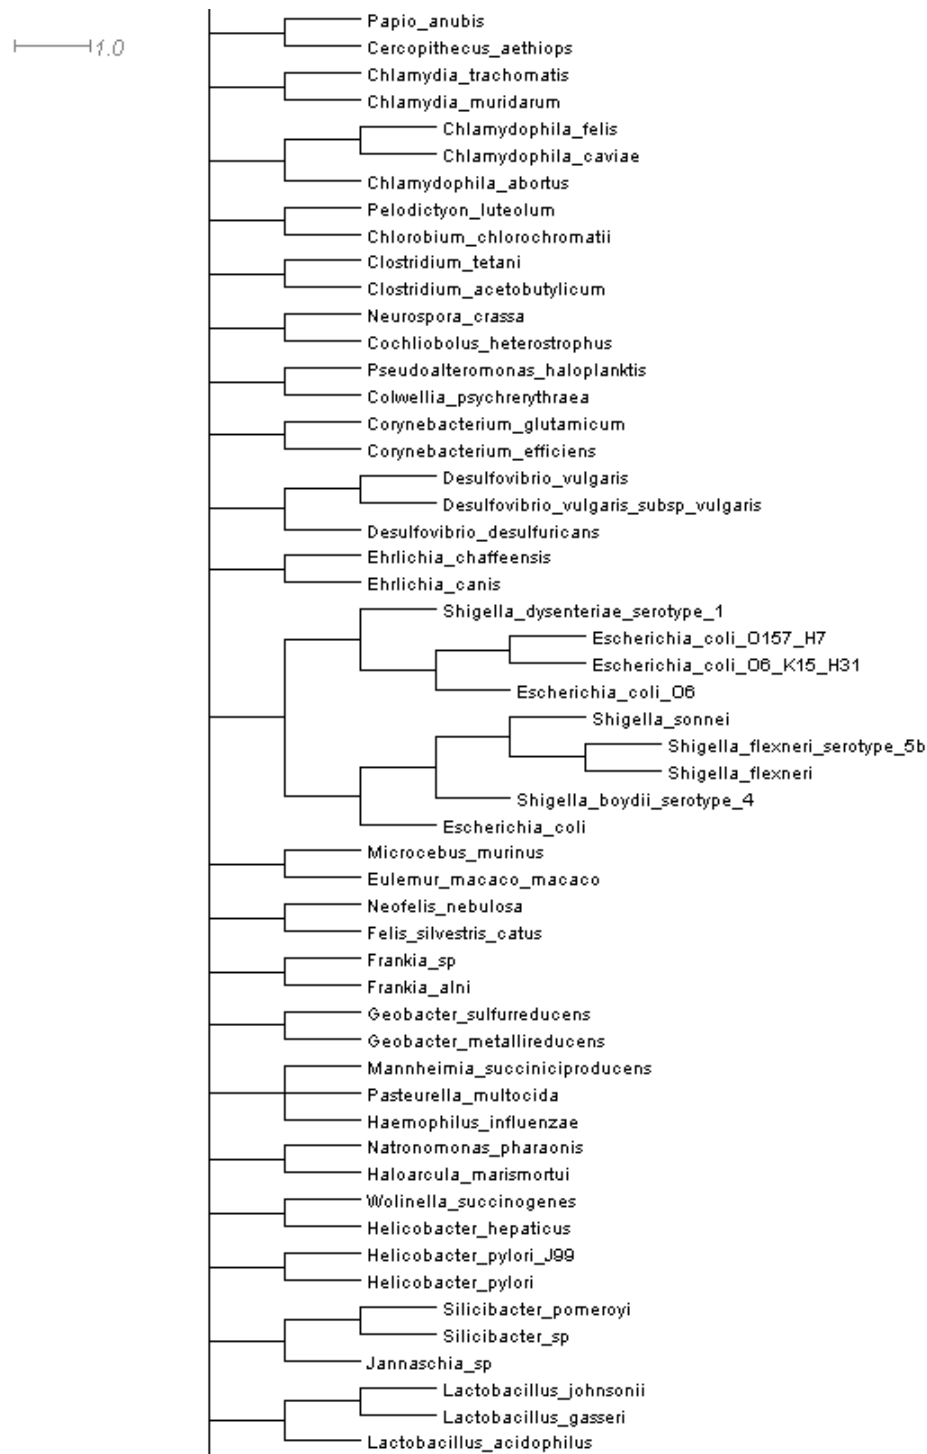 Papio_anubis
1.0
Cercopithecus_aethiops
Chlamydia_trachomatis
Chlamydia_muridarum
Chlamydophila_felis
Chlamydophila_caviae
Chlamydophila_abortus
Pelodictyon_luteolum
Chlorobium_chlorochromatii
Clostridium_tetani
Clostridium_acetobutylicum
Neurospora_crassa
Cochliobolus_heterostrophus
Pseudoalteromonas_haloplanktis
Colwellia_psychrerythraea
Corynebacterium_glutamicum
Corynebacterium_efficiens
Desulfovibrio_vulgaris
Desulfovibrio_vulgaris_subsp_vulgaris
Desulfovibrio_desulfuricans
Ehrlichia_chaffeensis
Ehrlichia_canis
Shigella_dysenteriae_serotype_1
Escherichia_coli_O157_H7
Escherichia_coli_O6_K15_H31
Escherichia_coli_O6
Shigella_sonnei
Shigella_flexneri_serotype_5b
Shigella_flexneri
Shigella_boydii_serotype_4
Escherichia_coli
Microcebus_murinus
Eulemur_macaco_macaco
Neofelis_nebulosa
Felis_silvestris_catus
Frankia_sp
Frankia_alni
Geobacter_sulfurreducens
Geobacter_metallireducens
Mannheimia_succiniciproducens
Pasteurella_multocida
Haemophilus_influenzae
Natronomonas_pharaonis
Haloarcula_marismortui
Wolinella_succinogenes
Helicobacter_hepaticus
Helicobacter_pylori_J99
Helicobacter_pylori
Silicibacter_pomeroyi
Silicibacter_sp
Jannaschia_sp
Lactobacillus_johnsonii
Lactobacillus_gasseri
Lactobacillus_acidophilus